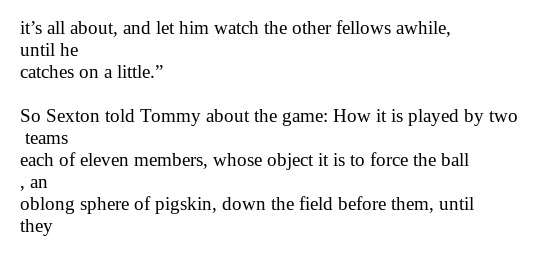 it’s all about, and let him watch the other fellows awhile,
until he
catches on a little.”

So Sexton told Tommy about the game: How it is played by two
teams
each of eleven members, whose object it is to force the ball
, an
oblong sphere of pigskin, down the field before them, until
they